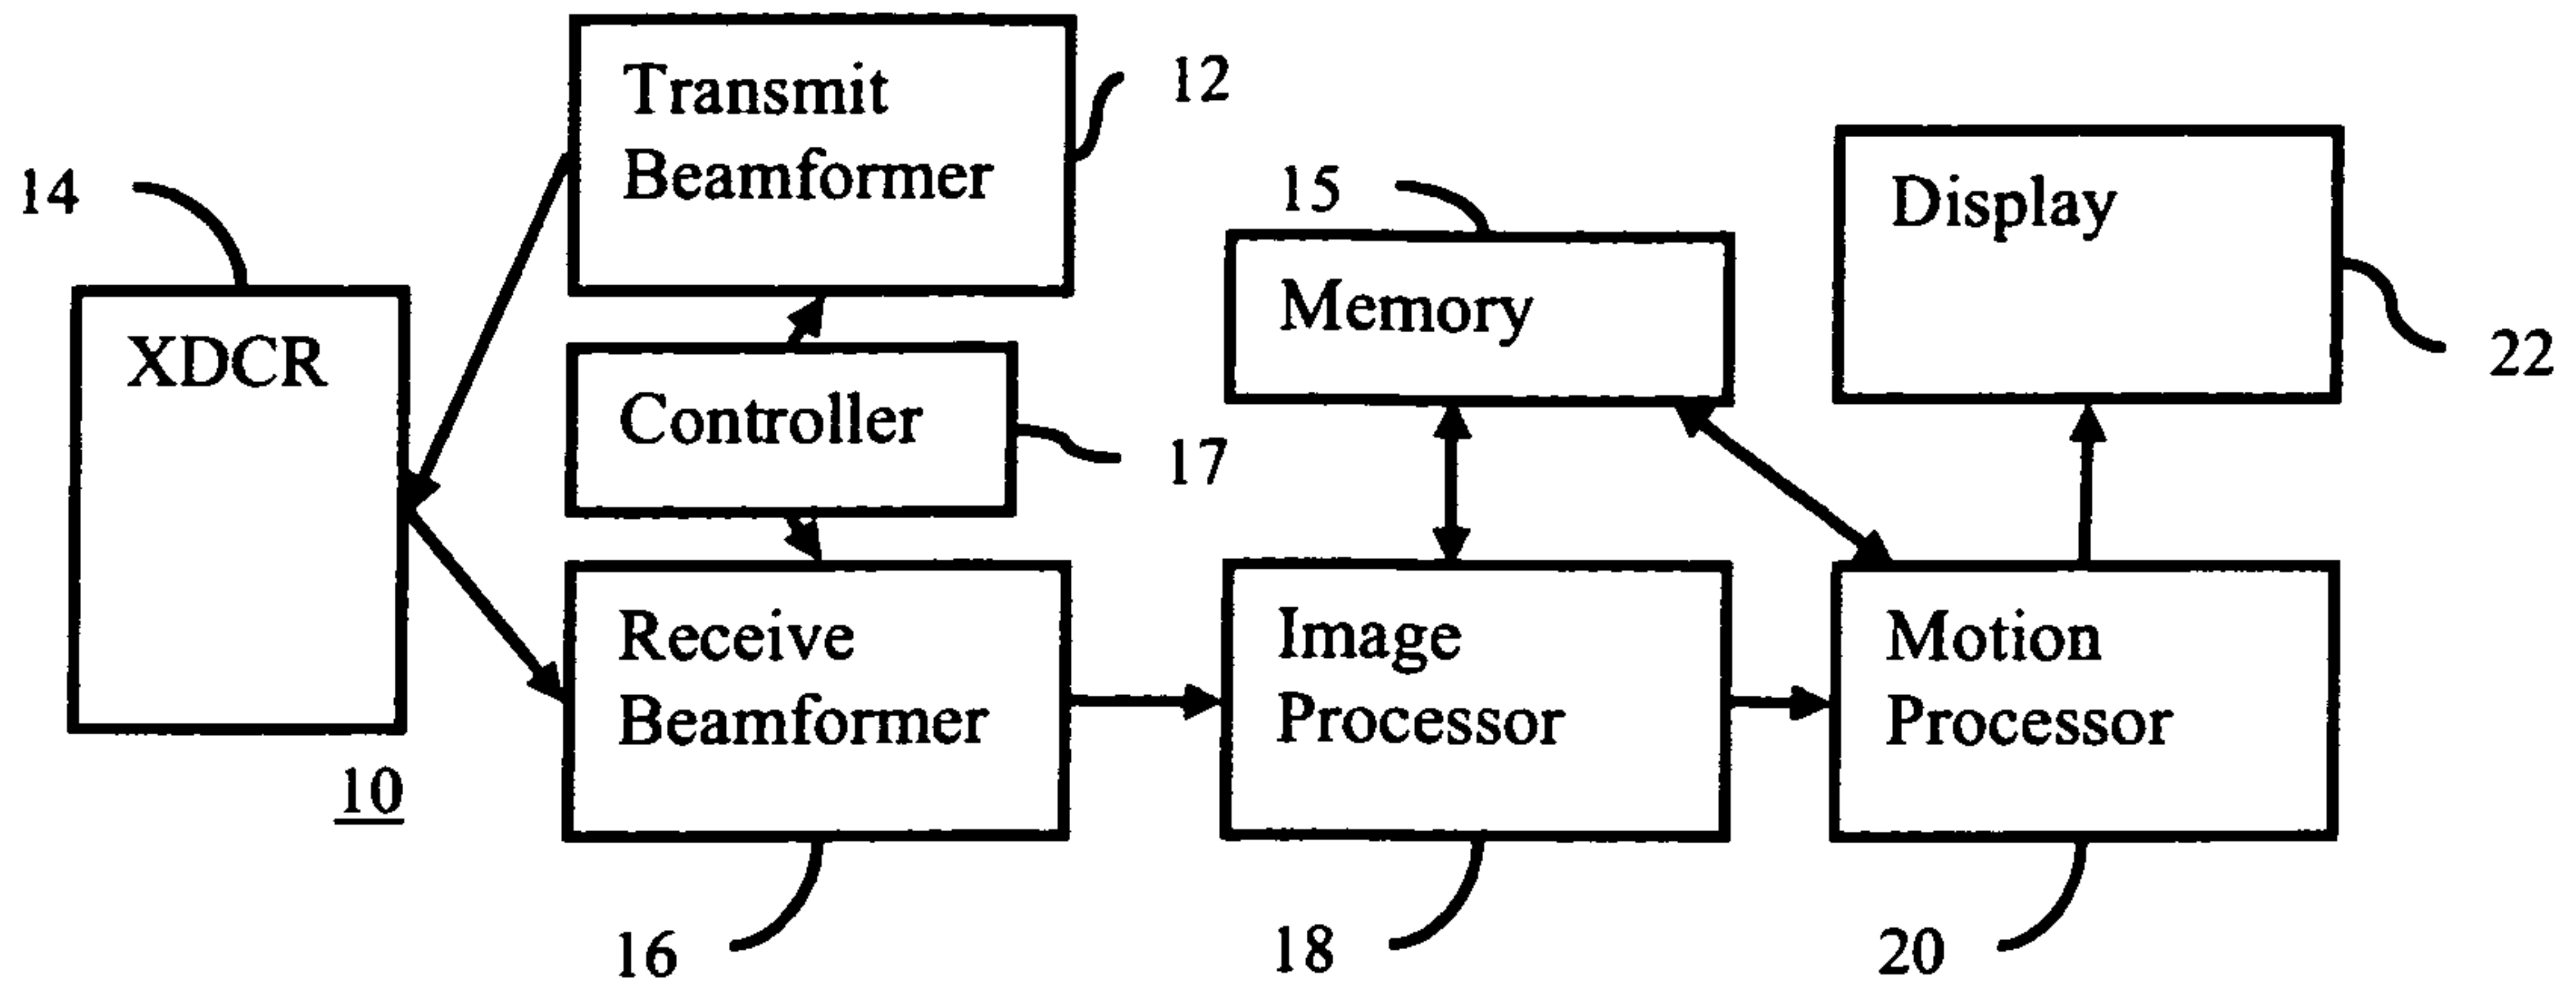 12
Transmit
Beamformer
14
XDCR
Controller
17
15
Memory
Display
22
10
Receive
Beamformer
16
Image
Processor
18
Motion
Processor
20